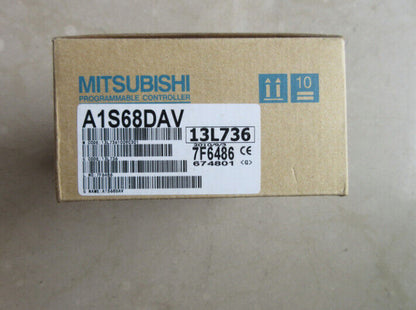 MITSUBISHI
PROGRAMMABLE CONTROLLER
10
A1S68DAV
13L736
7F6486 CE
674801 <G>